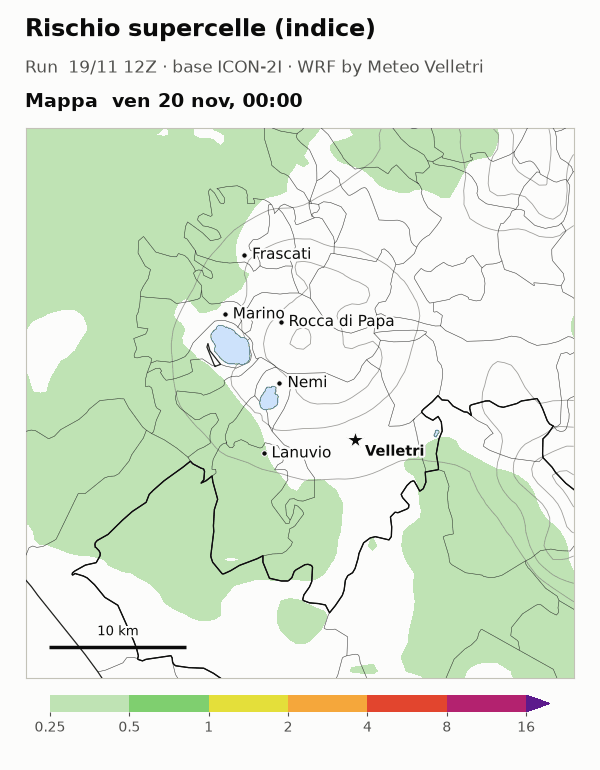 Rischio supercelle (indice)
Run  19/11 12Z · base ICON-2I · WRF by Meteo Velletri
Mappa  ven 20 nov, 00:00
Frascati
Marino
Rocca di Papa
Nemi
Velletri
Lanuvio
10 km
0.25 0.5 1 2 4 8 16